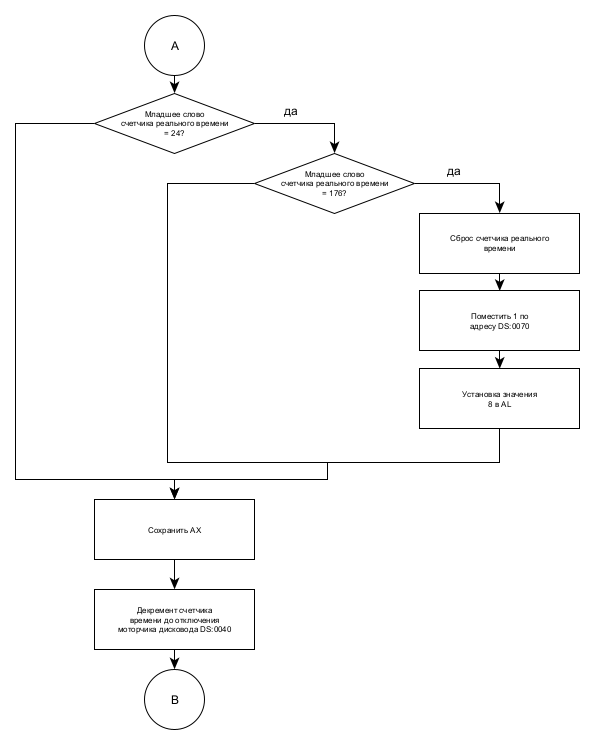 A
Младшее слово
счетчика реального времени
= 24?
да
Младшее слово
счетчика реального времени
= 176?
да
Сброс счетчика реального
времени
Поместить 1 по
адресу DS:0070
Установка значения
8 в AL
Сохранить AX
Декремент счетчика
времени до отключения
моторчика дисковода DS:0040
B